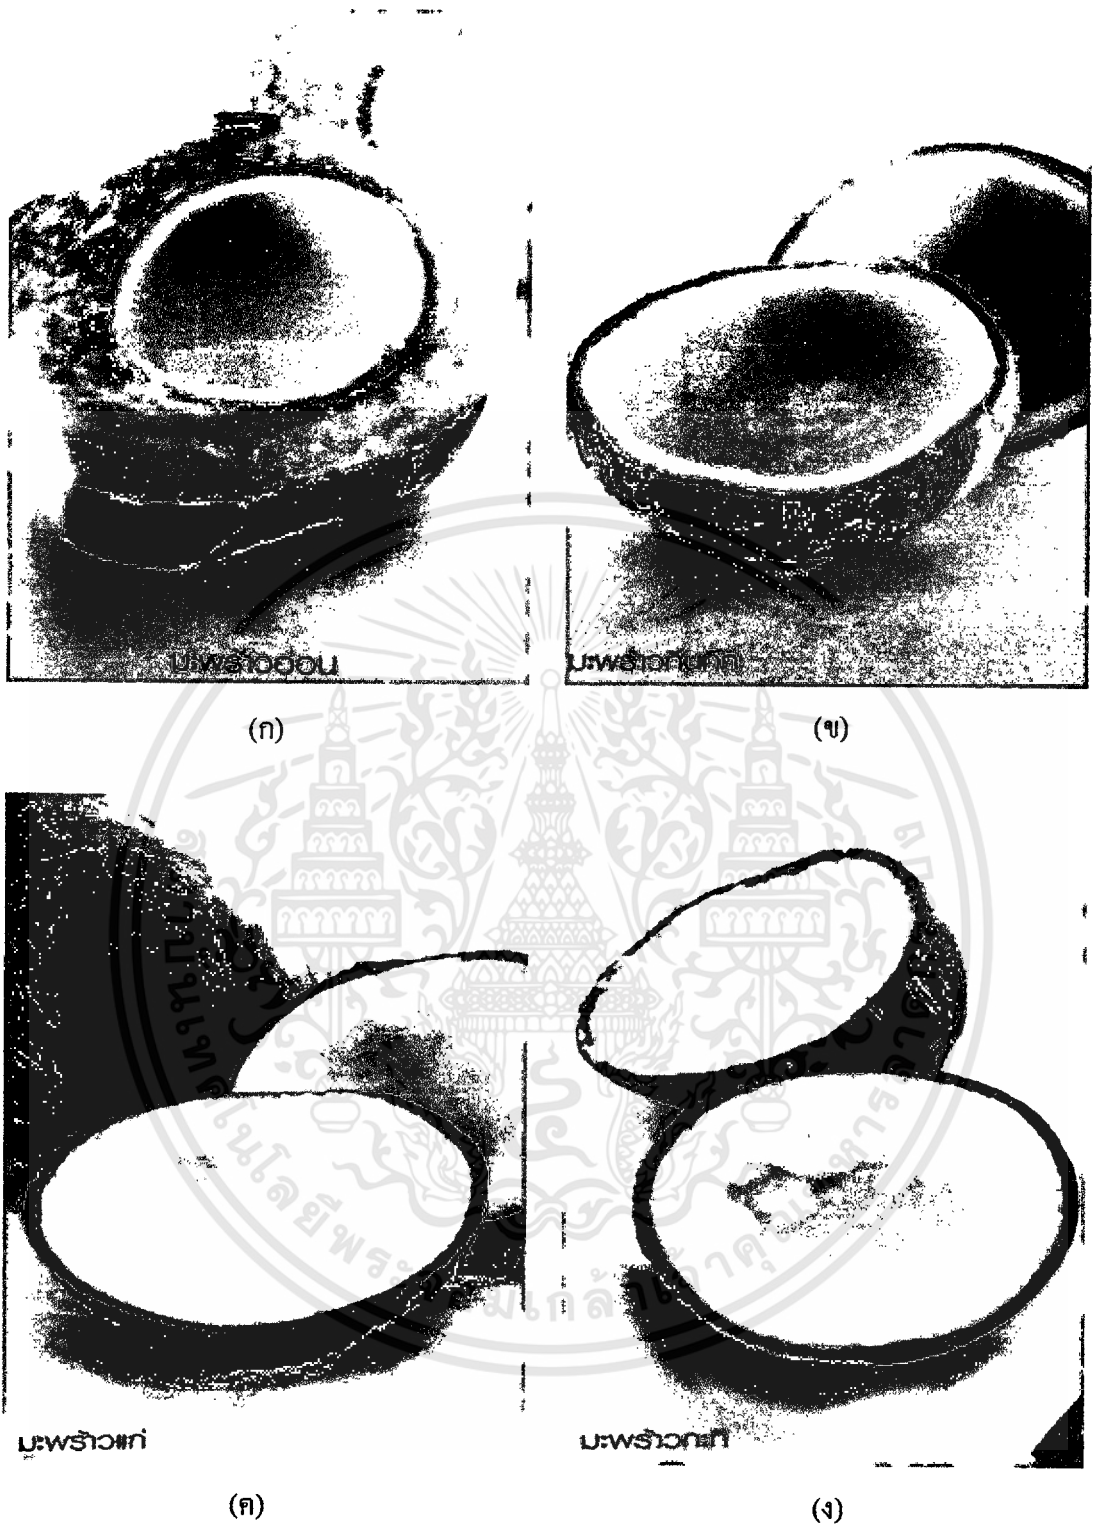 มะพร้าวอ่อน
มะพร้าวทึนทึก
(ก)
(ข)
มะพร้าวแก่
มะพร้าวกะทิ
(ค)
(ง)